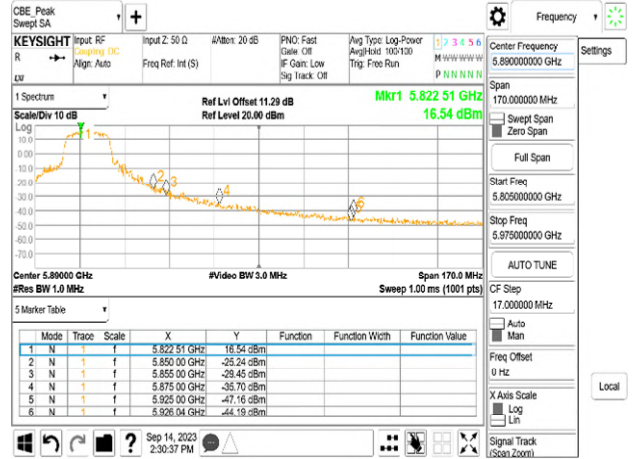 CBE_Peak
Swept SA
Frequency
KEYSIGHT
R
Input: RF
Coupling: DC
Align: Auto
Input Z: 50 Ω
Freq Ref: Int (S)
#Atten: 20 dB
PNO: Fast
Gate: Off
IF Gain: Low
Sig Track: Off
Avg Type: Log-Power
Avg|Hold: 100/100
Trig: Free Run
1 2 3 4 5 6
M W W W W W
P N N N N N
1 Spectrum
Scale/Div 10 dB
Log
Ref Lvl Offset 11.29 dB
Ref Level 20.00 dBm
Mkr1 5.822 51 GHz
16.54 dBm
10.0
0.00
-10.0
-20.0
-30.0
-40.0
-50.0
-60.0
-70.0
1
2
3
4
6
Center 5.89000 GHz
#Res BW 1.0 MHz
#Video BW 3.0 MHz
Span 170.0 MHz
Sweep 1.00 ms (1001 pts)
5 Marker Table
Mode Trace Scale X Y Function Function Width Function Value
1 N 1 f 5.822 51 GHz 16.54 dBm
2 N 1 f 5.850 00 GHz -25.24 dBm
3 N 1 f 5.855 00 GHz -29.45 dBm
4 N 1 f 5.875 00 GHz -35.70 dBm
5 N 1 f 5.925 00 GHz -47.16 dBm
6 N 1 f 5.926 04 GHz -44.19 dBm
Sep 14, 2023
2:30:37 PM
Center Frequency
5.890000000 GHz
Span
170.000000 MHz
Swept Span
Zero Span
Full Span
Start Freq
5.805000000 GHz
Stop Freq
5.975000000 GHz
AUTO TUNE
CF Step
17.000000 MHz
Auto
Man
Freq Offset
0 Hz
X Axis Scale
Log
Lin
Signal Track
(Span Zoom)
Settings
Local